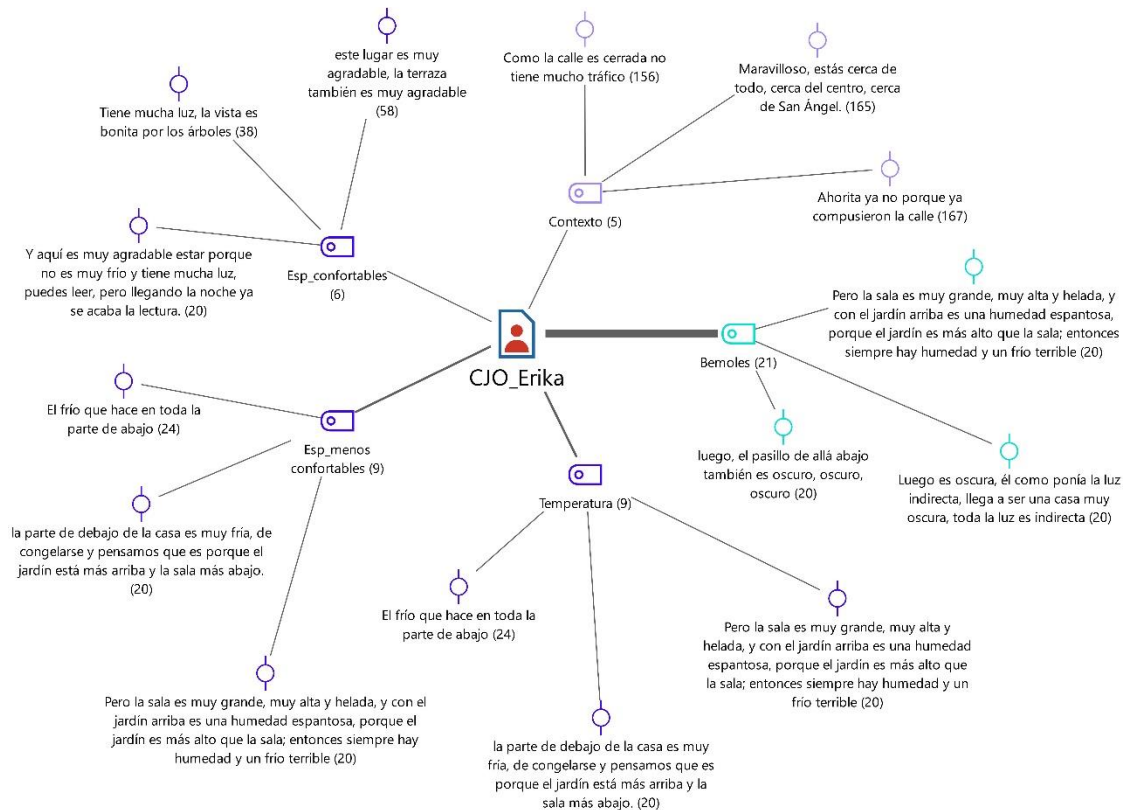 este lugar es muy
agradable, la terraza
también es muy agradable
(58)
Tiene mucha luz, la vista es
bonita por los árboles (38)
Y aquí es muy agradable estar porque
no es muy frío y tiene mucha luz,
puedes leer, pero llegando la noche ya
se acaba la lectura. (20)
Esp_confortables
(6)
Como la calle es cerrada no
tiene mucho tráfico (156)
Maravilloso, estás cerca de
todo, cerca del centro, cerca
de San Ángel. (165)
Ahorita ya no porque ya
compusieron la calle (167)
Contexto (5)
CJO_Erika
Pero la sala es muy grande, muy alta y helada, y
con el jardín arriba es una humedad espantosa,
porque el jardín es más alto que la sala; entonces
siempre hay humedad y un frío terrible (20)
Bemoles (21)
luego, el pasillo de allá abajo
también es oscuro, oscuro,
oscuro (20)
Luego es oscura, él como ponía la luz
indirecta, llega a ser una casa muy
oscura, toda la luz es indirecta (20)
El frío que hace en toda la
parte de abajo (24)
Esp_menos
confortables (9)
la parte de debajo de la casa es muy fría, de
congelarse y pensamos que es porque el
jardín está más arriba y la sala más abajo.
(20)
Pero la sala es muy grande, muy alta y helada, y con el
jardín arriba es una humedad espantosa, porque el
jardín es más alto que la sala; entonces siempre hay
humedad y un frío terrible (20)
Temperatura (9)
El frío que hace en toda la
parte de abajo (24)
la parte de debajo de la casa es muy
fría, de congelarse y pensamos que es
porque el jardín está más arriba y la
sala más abajo. (20)
Pero la sala es muy grande, muy alta y
helada, y con el jardín arriba es una humedad
espantosa, porque el jardín es más alto que
la sala; entonces siempre hay humedad y un
frío terrible (20)